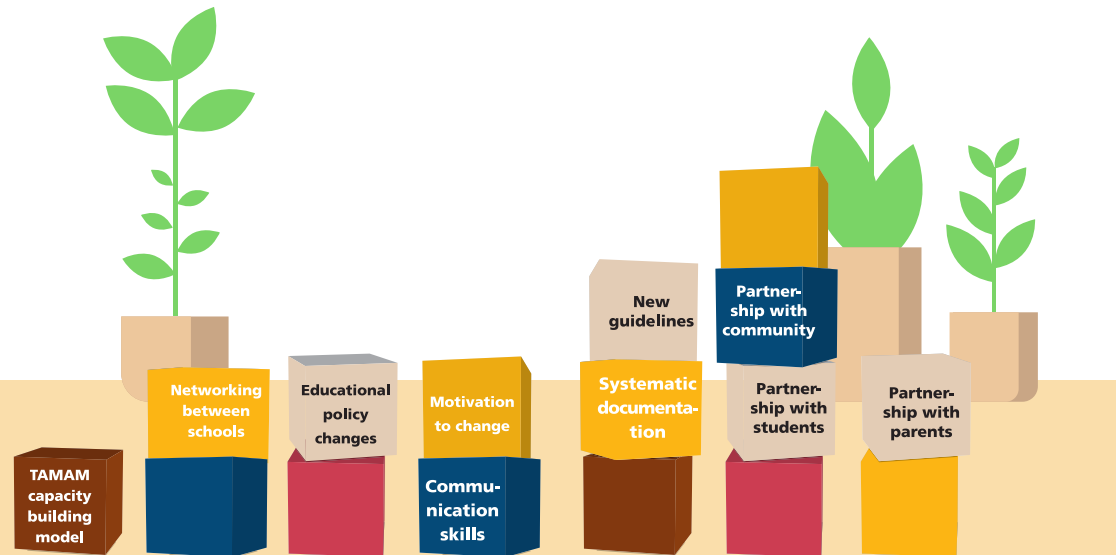 TAMAM
capacity
building
model
Networking
between
schools
Educational
policy
changes
Motivation
to change
Commu-
nication
skills
New
guidelines
Systematic
documenta-
tion
Partner-
ship with
community
Partner-
ship with
students
Partner-
ship with
parents